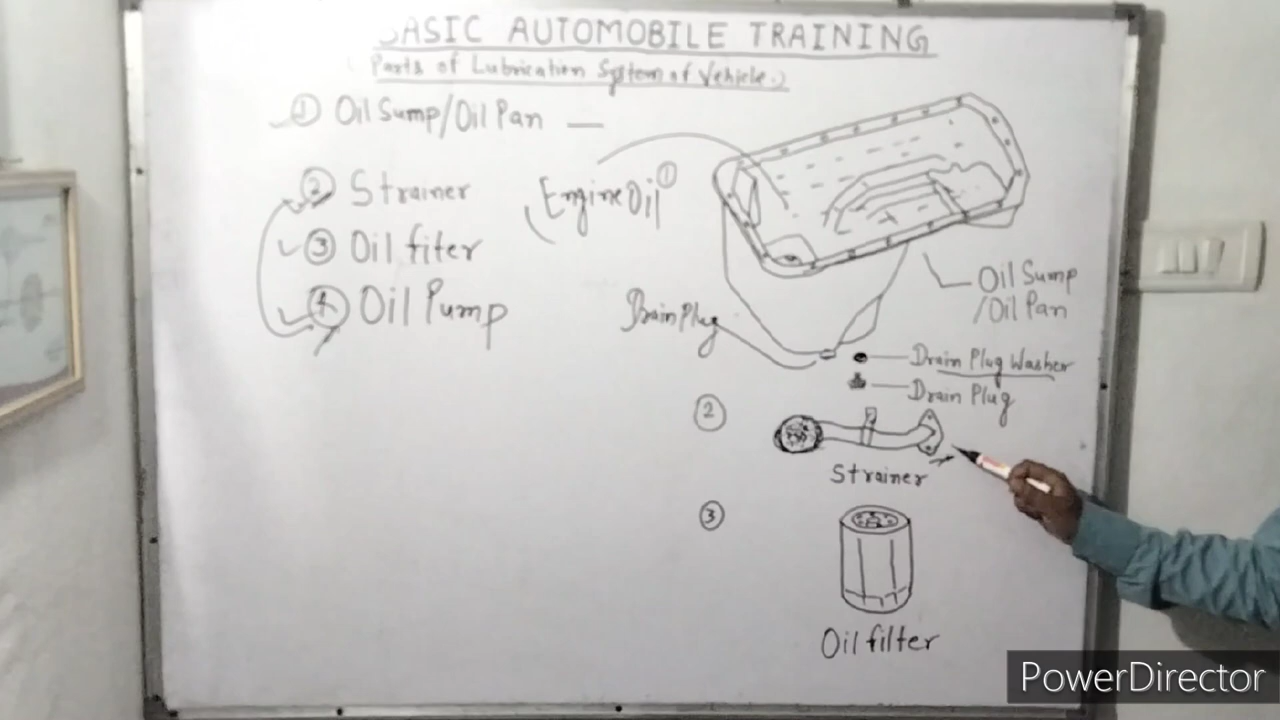 BASIC AUTOMOBILE TRAINING
(Parts of Lubrication System of Vehicle.)
① Oil Sump/Oil Pan —
② Strainer
③ Oil fiter
④ Oil Pump
Engine Oil ①
Oil Sump
/Oil Pan
Drain Plug
Drain Plug Washer
Drain Plug
②
Strainer
③
Oil filter
PowerDirector